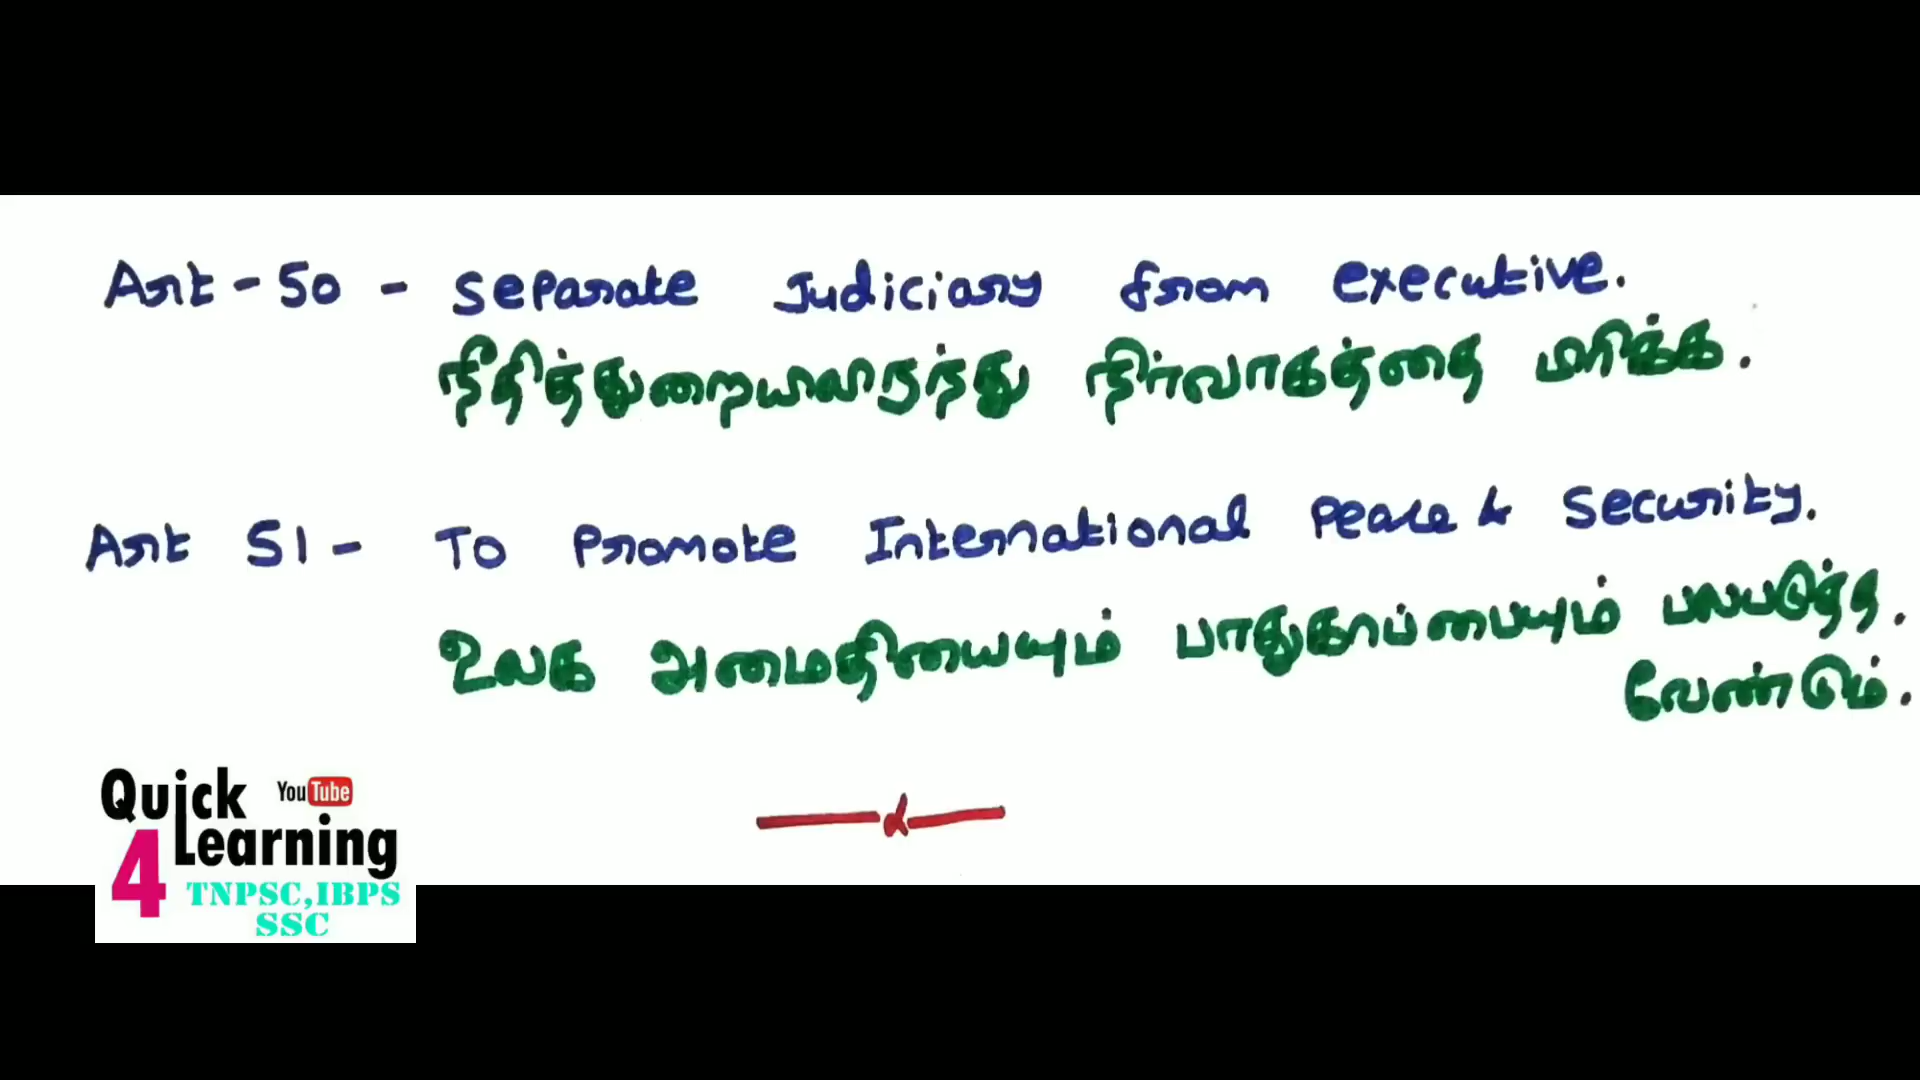 Art - 50 - Separate Judiciary from executive.
நீதித்துறையிலிருந்து நிர்வாகத்தை பிரிக்க.
Art 51 - To Promote International Peace & Security.
உலக அமைதியையும் பாதுகாப்பையும் பலபடுத்த.
வேண்டும்.
Quick YouTube
Learning
4 TNPSC,IBPS
SSC